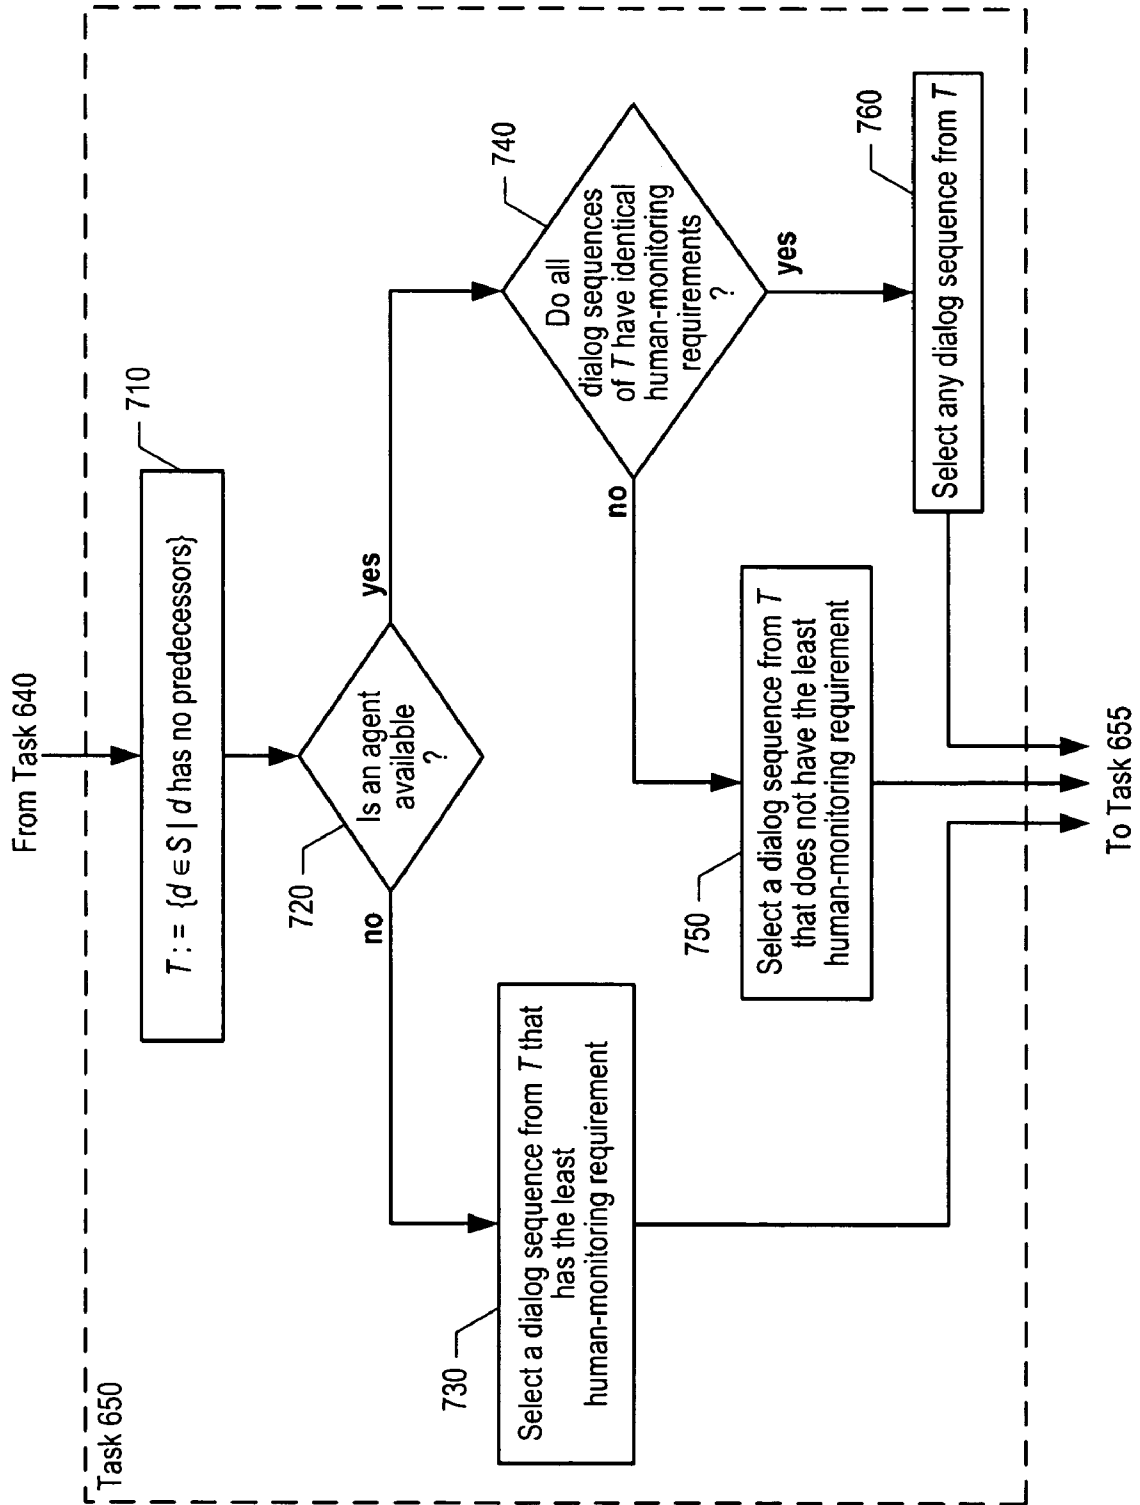 From Task 640
Task 650
710
T : = {d ∈ S | d has no predecessors}
720
Is an agent
available
?
no
yes
730
Select a dialog sequence from T that
has the least
human-monitoring requirement
740
Do all
dialog sequences
of T have identical
human-monitoring
requirements
?
no
yes
750
Select a dialog sequence from T
that does not have the least
human-monitoring requirement
760
Select any dialog sequence from T
To Task 655